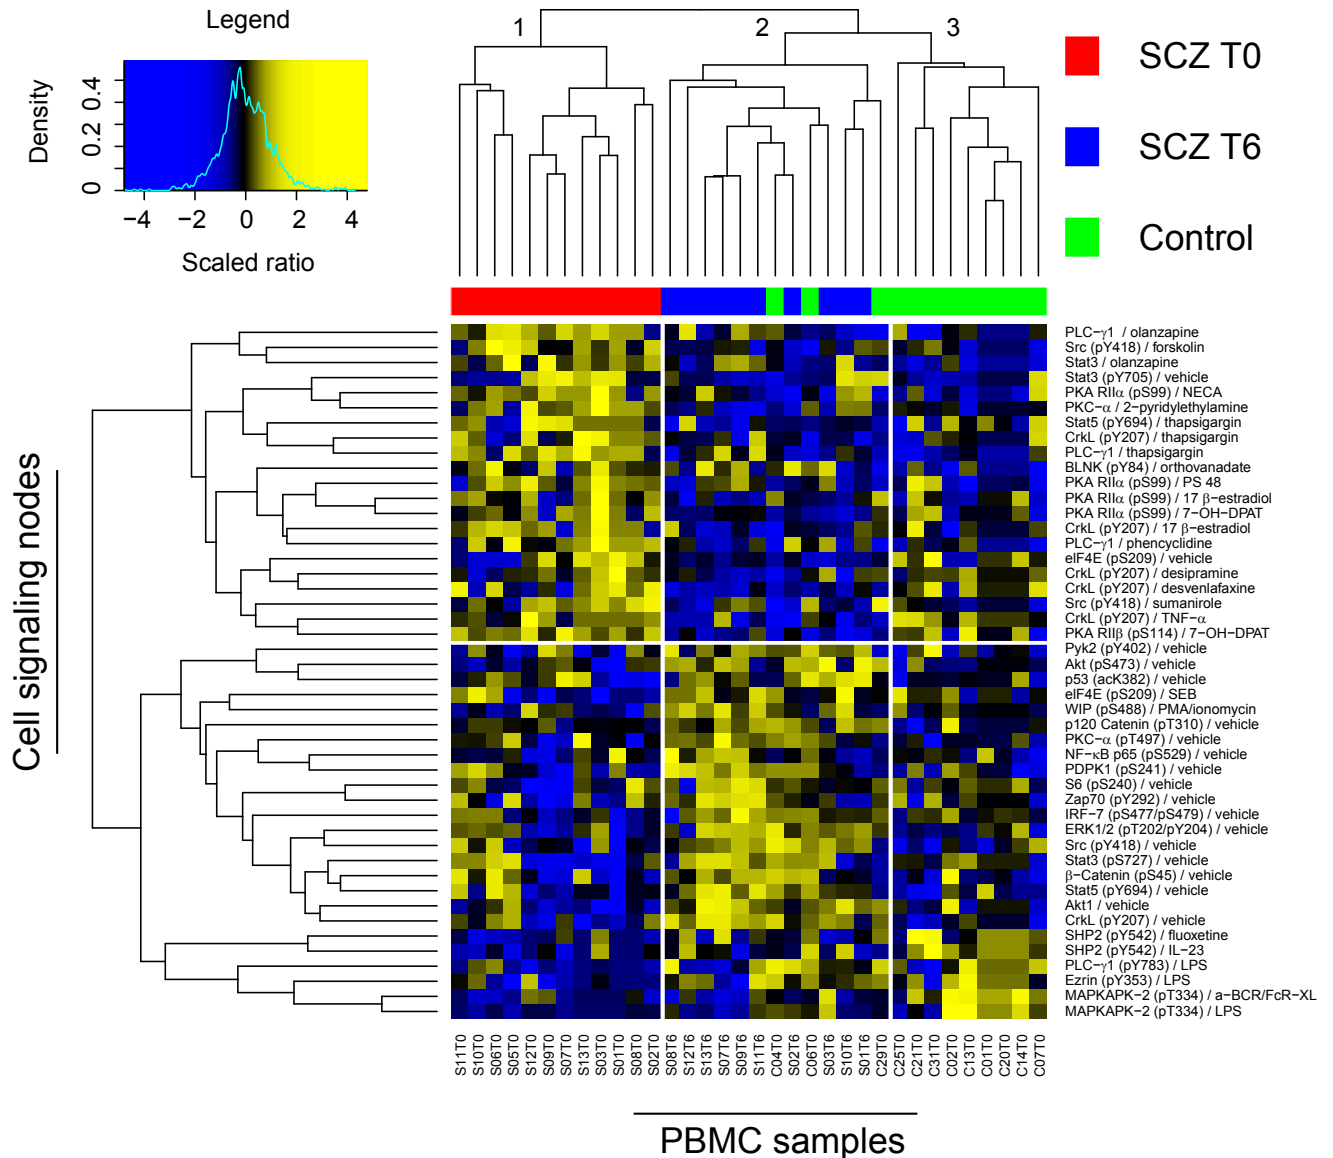 Legend
Density
0 0.2 0.4
−4 −2 0 2 4
Scaled ratio
1 2 3
SCZ T0
SCZ T6
Control
Cell signaling nodes
PLC−γ1 / olanzapine
Src (pY418) / forskolin
Stat3 / olanzapine
Stat3 (pY705) / vehicle
PKA RIIα (pS99) / NECA
PKC−α / 2−pyridylethylamine
Stat5 (pY694) / thapsigargin
CrkL (pY207) / thapsigargin
PLC−γ1 / thapsigargin
BLNK (pY84) / orthovanadate
PKA RIIα (pS99) / PS 48
PKA RIIα (pS99) / 17 β−estradiol
PKA RIIα (pS99) / 7−OH−DPAT
CrkL (pY207) / 17 β−estradiol
PLC−γ1 / phencyclidine
eIF4E (pS209) / vehicle
CrkL (pY207) / desipramine
CrkL (pY207) / desvenlafaxine
Src (pY418) / sumanirole
CrkL (pY207) / TNF−α
PKA RIIβ (pS114) / 7−OH−DPAT
Pyk2 (pY402) / vehicle
Akt (pS473) / vehicle
p53 (acK382) / vehicle
eIF4E (pS209) / SEB
WIP (pS488) / PMA/ionomycin
p120 Catenin (pT310) / vehicle
PKC−α (pT497) / vehicle
NF−κB p65 (pS529) / vehicle
PDPK1 (pS241) / vehicle
S6 (pS240) / vehicle
Zap70 (pY292) / vehicle
IRF−7 (pS477/pS479) / vehicle
ERK1/2 (pT202/pY204) / vehicle
Src (pY418) / vehicle
Stat3 (pS727) / vehicle
β−Catenin (pS45) / vehicle
Stat5 (pY694) / vehicle
Akt1 / vehicle
CrkL (pY207) / vehicle
SHP2 (pY542) / fluoxetine
SHP2 (pY542) / IL−23
PLC−γ1 (pY783) / LPS
Ezrin (pY353) / LPS
MAPKAPK−2 (pT334) / a−BCR/FcR−XL
MAPKAPK−2 (pT334) / LPS
S11T0
S10T0
S06T0
S05T0
S12T0
S09T0
S07T0
S13T0
S03T0
S01T0
S08T0
S02T0
S08T6
S12T6
S13T6
S07T6
S09T6
S11T6
C04T0
S02T6
C06T0
S03T6
S10T6
S01T6
C29T0
C25T0
C21T0
C31T0
C02T0
C13T0
C01T0
C20T0
C14T0
C07T0
PBMC samples